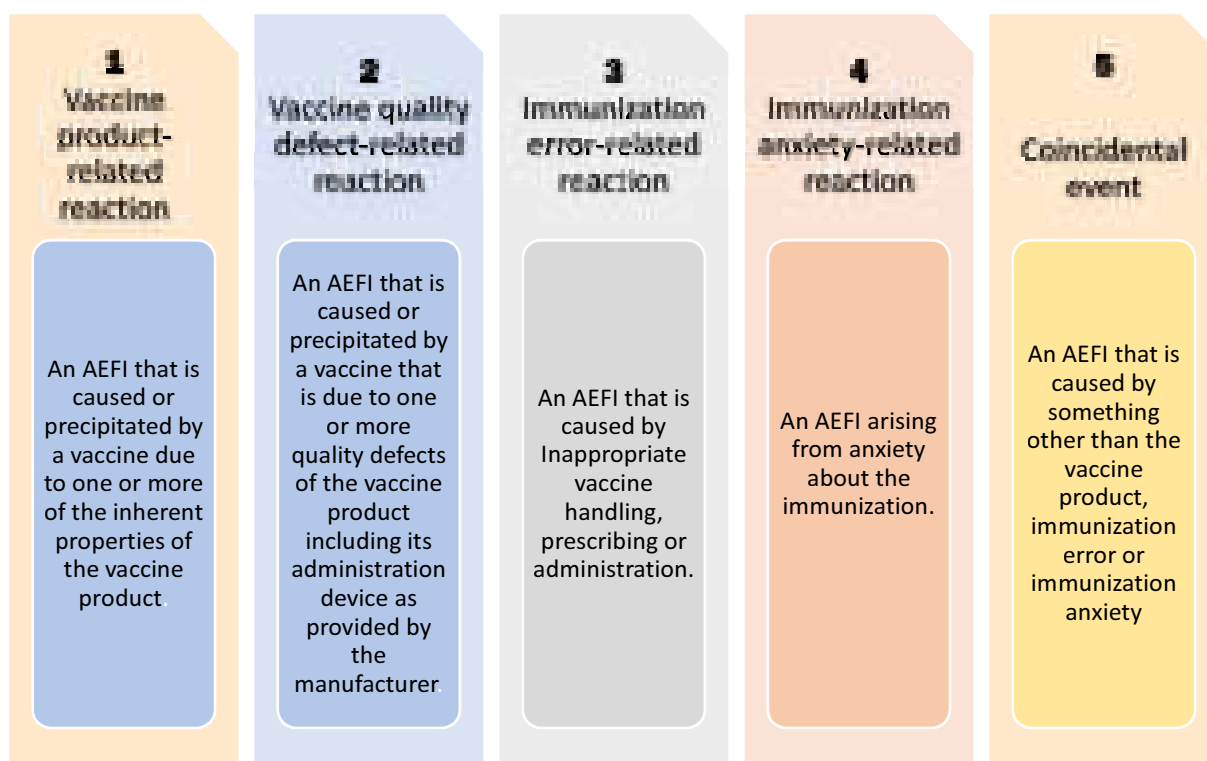 1
Vaccine
product-
related
reaction
An AEFI that is
caused or
precipitated by
a vaccine due
to one or more
of the inherent
properties of
the vaccine
product.
2
Vaccine quality
defect-related
reaction
An AEFI that is
caused or
precipitated by
a vaccine that
is due to one
or more
quality defects
of the vaccine
product
including its
administration
device as
provided by
the
manufacturer.
3
Immunization
error-related
reaction
An AEFI that is
caused by
Inappropriate
vaccine
handling,
prescribing or
administration.
4
Immunization
anxiety-related
reaction
An AEFI arising
from anxiety
about the
immunization.
5
Coincidental
event
An AEFI that is
caused by
something
other than the
vaccine
product,
immunization
error or
immunization
anxiety